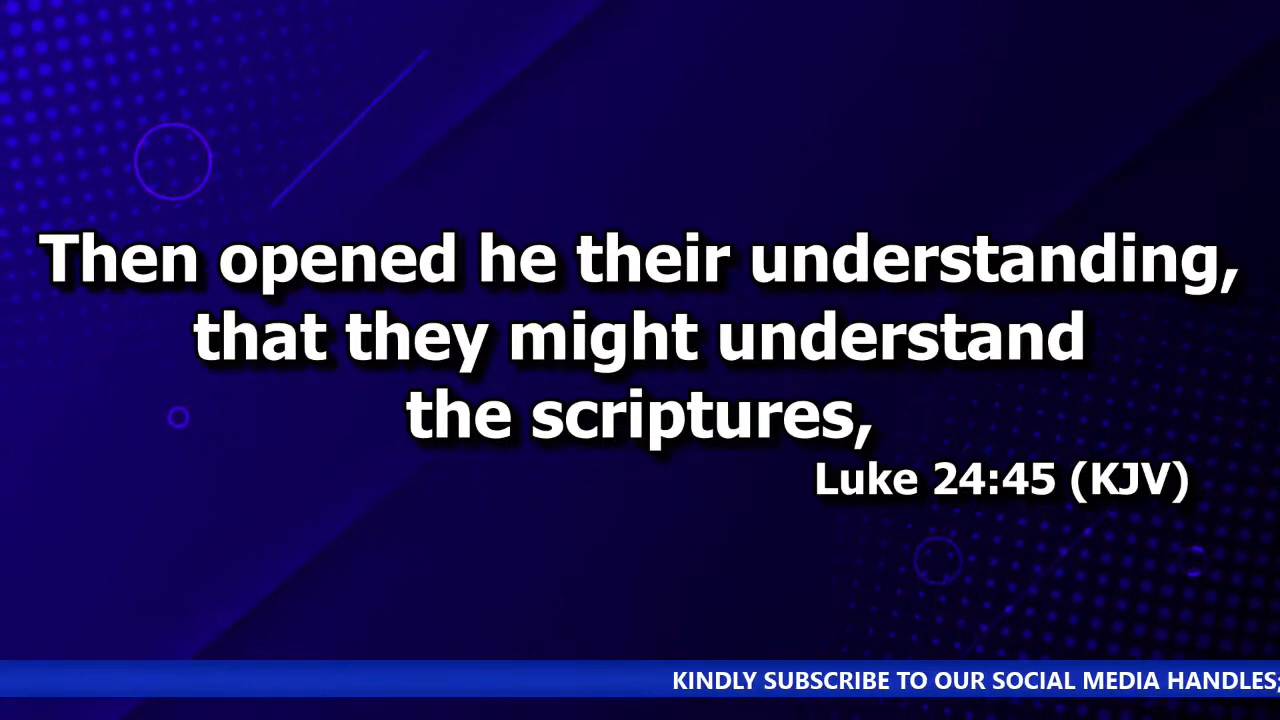 Then opened he their understanding,
that they might understand
the scriptures,
Luke 24:45 (KJV)
KINDLY SUBSCRIBE TO OUR SOCIAL MEDIA HANDLES;